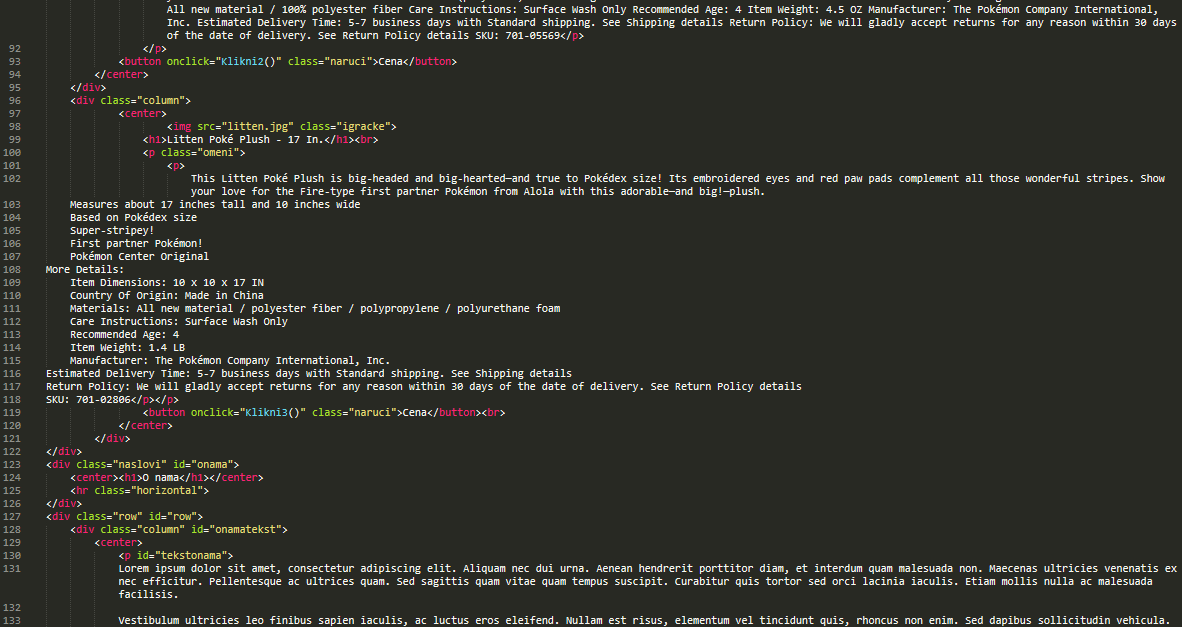 All new material / 100% polyester fiber Care Instructions: Surface Wash Only Recommended Age: 4 Item Weight: 4.5 OZ Manufacturer: The Pokémon Company International,
Inc. Estimated Delivery Time: 5-7 business days with Standard shipping. See Shipping details Return Policy: We will gladly accept returns for any reason within 30 days
of the date of delivery. See Return Policy details SKU: 701-05569</p>
92 </p>
93 <button onclick="Klikni2()" class="naruci">Cena</button>
94 </center>
95 </div>
96 <div class="column">
97 <center>
98 <img src="litten.jpg" class="igracke">
99 <h1>Litten Poké Plush - 17 In.</h1><br>
100 <p class="omeni">
101 <p>
102 This Litten Poké Plush is big-headed and big-hearted—and true to Pokédex size! Its embroidered eyes and red paw pads complement all those wonderful stripes. Show
your love for the Fire-type first partner Pokémon from Alola with this adorable—and big!—plush.
103 Measures about 17 inches tall and 10 inches wide
104 Based on Pokédex size
105 Super-stripey!
106 First partner Pokémon!
107 Pokémon Center Original
108 More Details:
109 Item Dimensions: 10 x 10 x 17 IN
110 Country Of Origin: Made in China
111 Materials: All new material / polyester fiber / polypropylene / polyurethane foam
112 Care Instructions: Surface Wash Only
113 Recommended Age: 4
114 Item Weight: 1.4 LB
115 Manufacturer: The Pokémon Company International, Inc.
116 Estimated Delivery Time: 5-7 business days with Standard shipping. See Shipping details
117 Return Policy: We will gladly accept returns for any reason within 30 days of the date of delivery. See Return Policy details
118 SKU: 701-02806</p></p>
119 <button onclick="Klikni3()" class="naruci">Cena</button><br>
120 </center>
121 </div>
122 </div>
123 <div class="naslovi" id="onama">
124 <center><h1>O nama</h1></center>
125 <hr class="horizontal">
126 </div>
127 <div class="row" id="row">
128 <div class="column" id="onamatekst">
129 <center>
130 <p id="tekstonama">
131 Lorem ipsum dolor sit amet, consectetur adipiscing elit. Aliquam nec dui urna. Aenean hendrerit porttitor diam, et interdum quam malesuada non. Maecenas ultricies venenatis ex
nec efficitur. Pellentesque ac ultrices quam. Sed sagittis quam vitae quam tempus suscipit. Curabitur quis tortor sed orci lacinia iaculis. Etiam mollis nulla ac malesuada
facilisis.
132
133 Vestibulum ultricies leo finibus sapien iaculis, ac luctus eros eleifend. Nullam est risus, elementum vel tincidunt quis, rhoncus non enim. Sed dapibus sollicitudin vehicula.